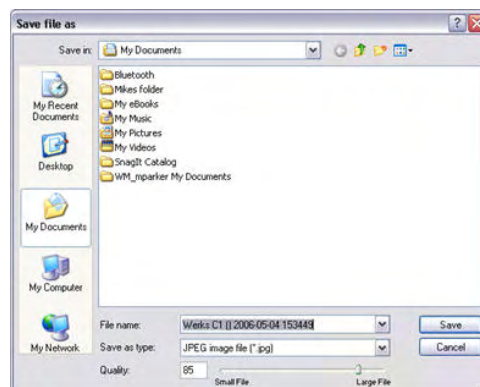 Save file as
Save in: My Documents
My Recent
Documents
Desktop
My Documents
My Computer
My Network
Bluetooth
Mikes folder
My eBooks
My Music
My Pictures
My Videos
SnagIt Catalog
WM_mparker My Documents
File name: Werks C1 () 2006-05-04 153449 Save
Save as type: JPEG image file (*.jpg) Cancel
Quality: 85
Small File Large File